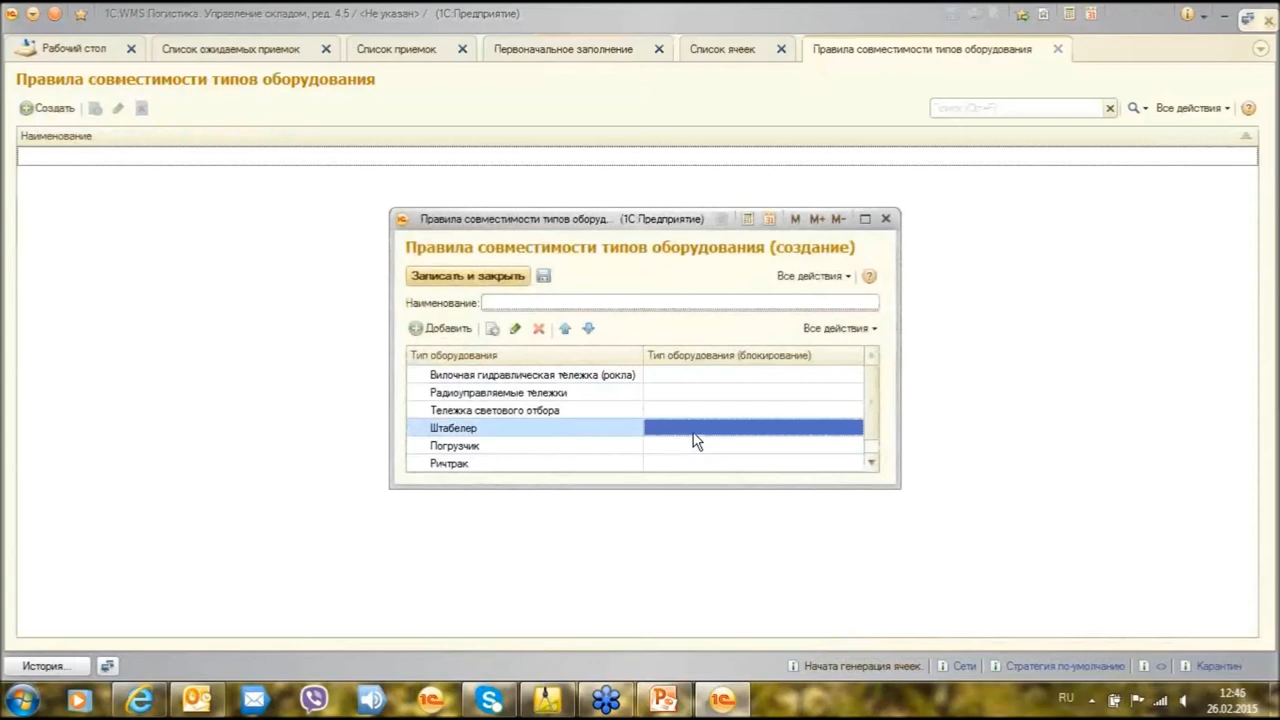 1С:WMS Логистика. Управление складом, ред. 4.5 / <Не указан> / (1С:Предприятие)
Рабочий стол
Список ожидаемых приемок
Список приемок
Первоначальное заполнение
Список ячеек
Правила совместимости типов оборудования
Правила совместимости типов оборудования
Создать
Поиск (Ctrl+F)
Все действия
Наименование
Правила совместимости типов оборуд... (1С:Предприятие)
M M+ M-
Правила совместимости типов оборудования (создание)
Записать и закрыть
Все действия
Наименование:
Добавить
Все действия
Тип оборудования
Тип оборудования (блокирование)
Вилочная гидравлическая тележка (рокла)
Радиоуправляемые тележки
Тележка светового отбора
Штабелер
Погрузчик
Ричтрак
История...
Начата генерация ячеек.
Сети
Стратегия по-умолчанию
Карантин
RU
12:46
26.02.2015